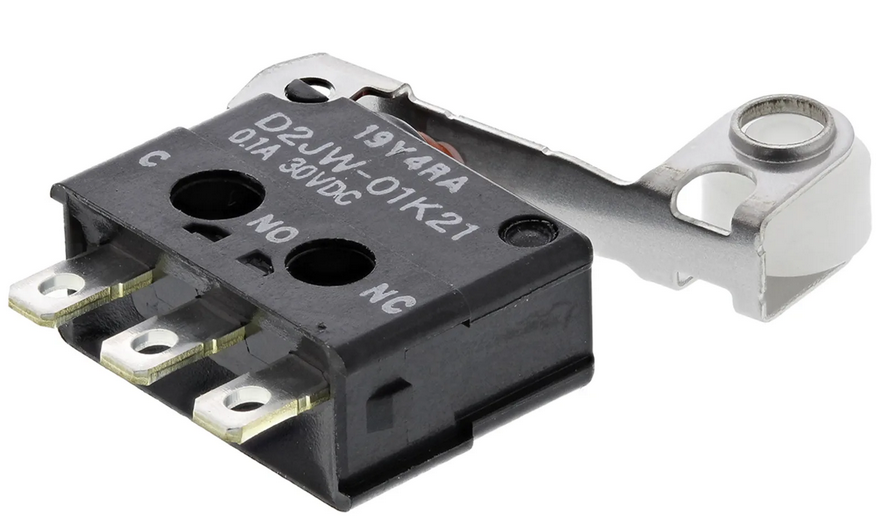 19Y4RA
D2JW-01K21
0.1A 30VDC
C
NO
NC